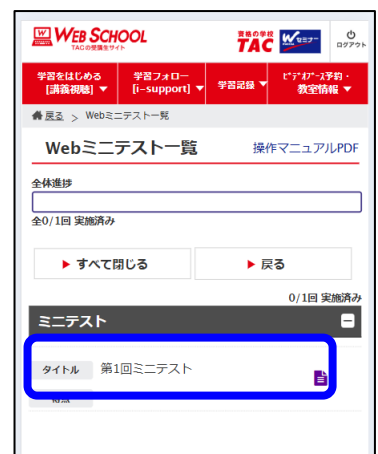 WEB SCHOOL
TACの受講生サイト
資格の学校
TAC
Wセミナー
ログアウト
学習をはじめる
[講義視聴] ▼
学習フォロー
[i-support] ▼
学習記録 ▼
ビデオブース予約・
教室情報 ▼
戻る > Webミニテスト一覧
Webミニテスト一覧
操作マニュアルPDF
全体進捗
全0/1回 実施済み
▶ すべて閉じる
▶ 戻る
0/1回 実施済み
ミニテスト
タイトル 第1回ミニテスト